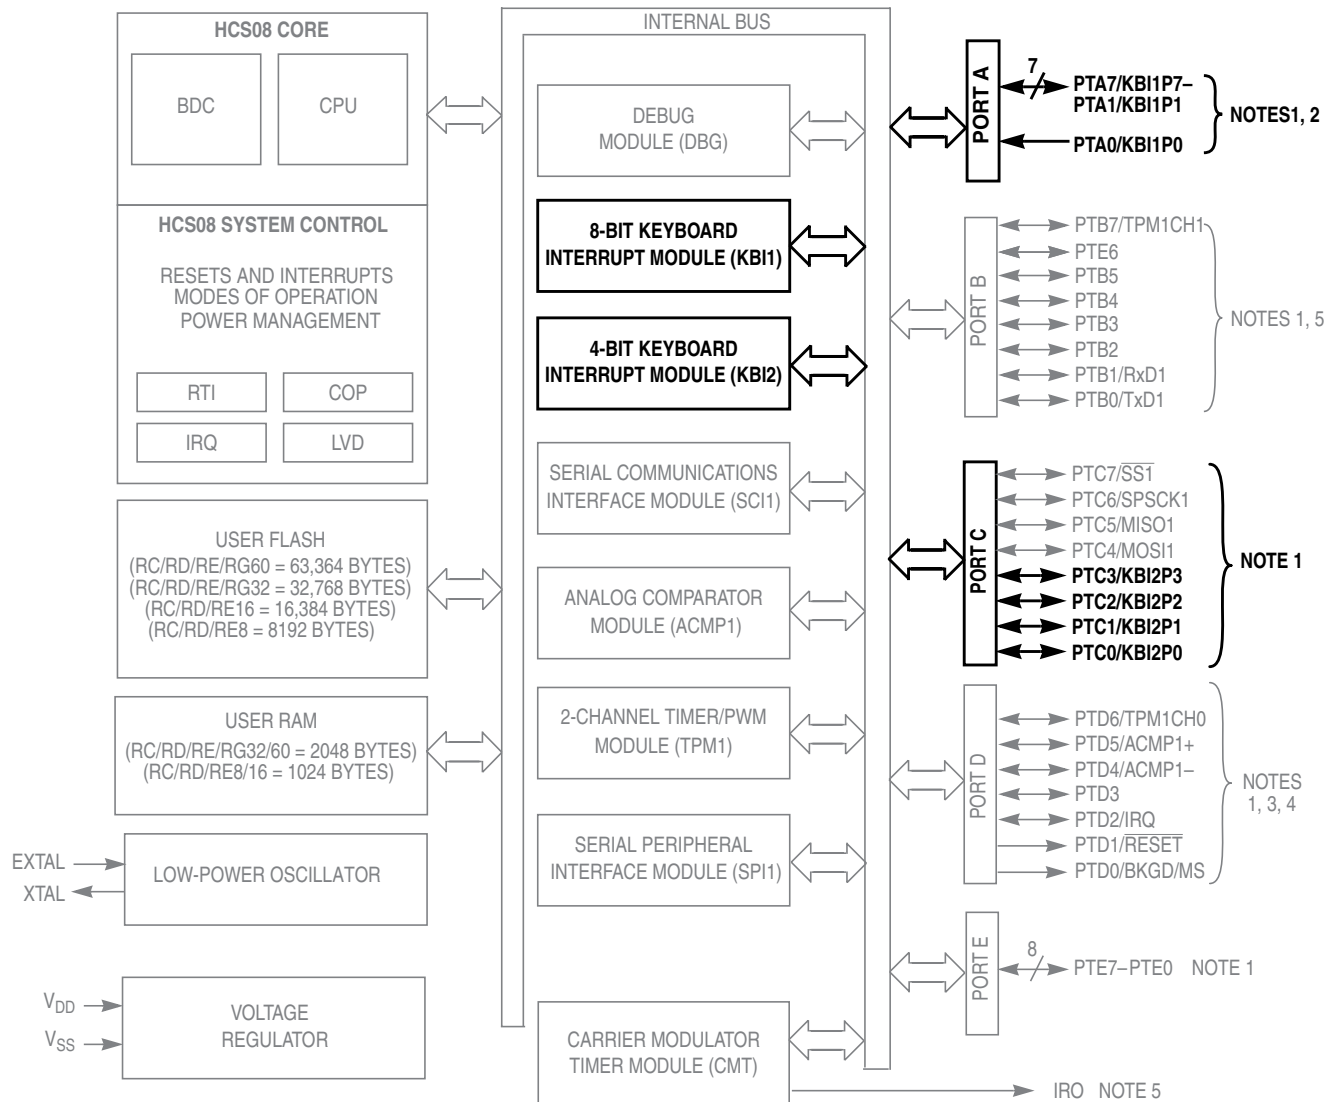 INTERNAL BUS
HCS08 CORE
BDC
CPU
HCS08 SYSTEM CONTROL
RESETS AND INTERRUPTS
MODES OF OPERATION
POWER MANAGEMENT
RTI
COP
IRQ
LVD
USER FLASH
(RC/RD/RE/RG60 = 63,364 BYTES)
(RC/RD/RE/RG32 = 32,768 BYTES)
(RC/RD/RE16 = 16,384 BYTES)
(RC/RD/RE8 = 8192 BYTES)
USER RAM
(RC/RD/RE/RG32/60 = 2048 BYTES)
(RC/RD/RE8/16 = 1024 BYTES)
EXTAL
XTAL
LOW-POWER OSCILLATOR
VDD
VSS
VOLTAGE
REGULATOR
DEBUG
MODULE (DBG)
8-BIT KEYBOARD
INTERRUPT MODULE (KBI1)
4-BIT KEYBOARD
INTERRUPT MODULE (KBI2)
SERIAL COMMUNICATIONS
INTERFACE MODULE (SCI1)
ANALOG COMPARATOR
MODULE (ACMP1)
2-CHANNEL TIMER/PWM
MODULE (TPM1)
SERIAL PERIPHERAL
INTERFACE MODULE (SPI1)
CARRIER MODULATOR
TIMER MODULE (CMT)
PORT A
7
PTA7/KBI1P7–
PTA1/KBI1P1
PTA0/KBI1P0
NOTES1, 2
PORT B
PTB7/TPM1CH1
PTE6
PTB5
PTB4
PTB3
PTB2
PTB1/RxD1
PTB0/TxD1
NOTES 1, 5
PORT C
PTC7/SS1
PTC6/SPSCK1
PTC5/MISO1
PTC4/MOSI1
PTC3/KBI2P3
PTC2/KBI2P2
PTC1/KBI2P1
PTC0/KBI2P0
NOTE 1
PORT D
PTD6/TPM1CH0
PTD5/ACMP1+
PTD4/ACMP1–
PTD3
PTD2/IRQ
PTD1/RESET
PTD0/BKGD/MS
NOTES
1, 3, 4
PORT E
8
PTE7–PTE0 NOTE 1
IRO NOTE 5